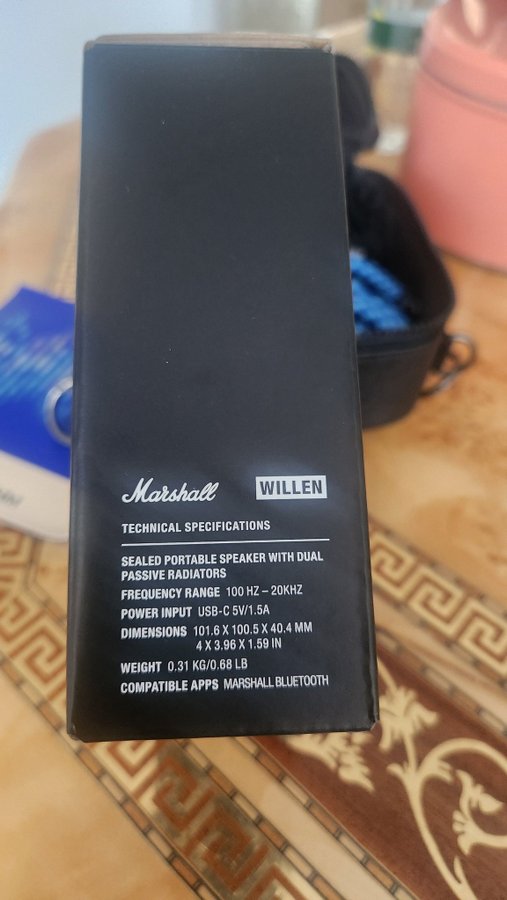 Marshall WILLEN
TECHNICAL SPECIFICATIONS
SEALED PORTABLE SPEAKER WITH DUAL
PASSIVE RADIATORS
FREQUENCY RANGE 100 HZ – 20KHZ
POWER INPUT USB-C 5V/1.5A
DIMENSIONS 101.6 X 100.5 X 40.4 MM
4 X 3.96 X 1.59 IN
WEIGHT 0.31 KG/0.68 LB
COMPATIBLE APPS MARSHALL BLUETOOTH